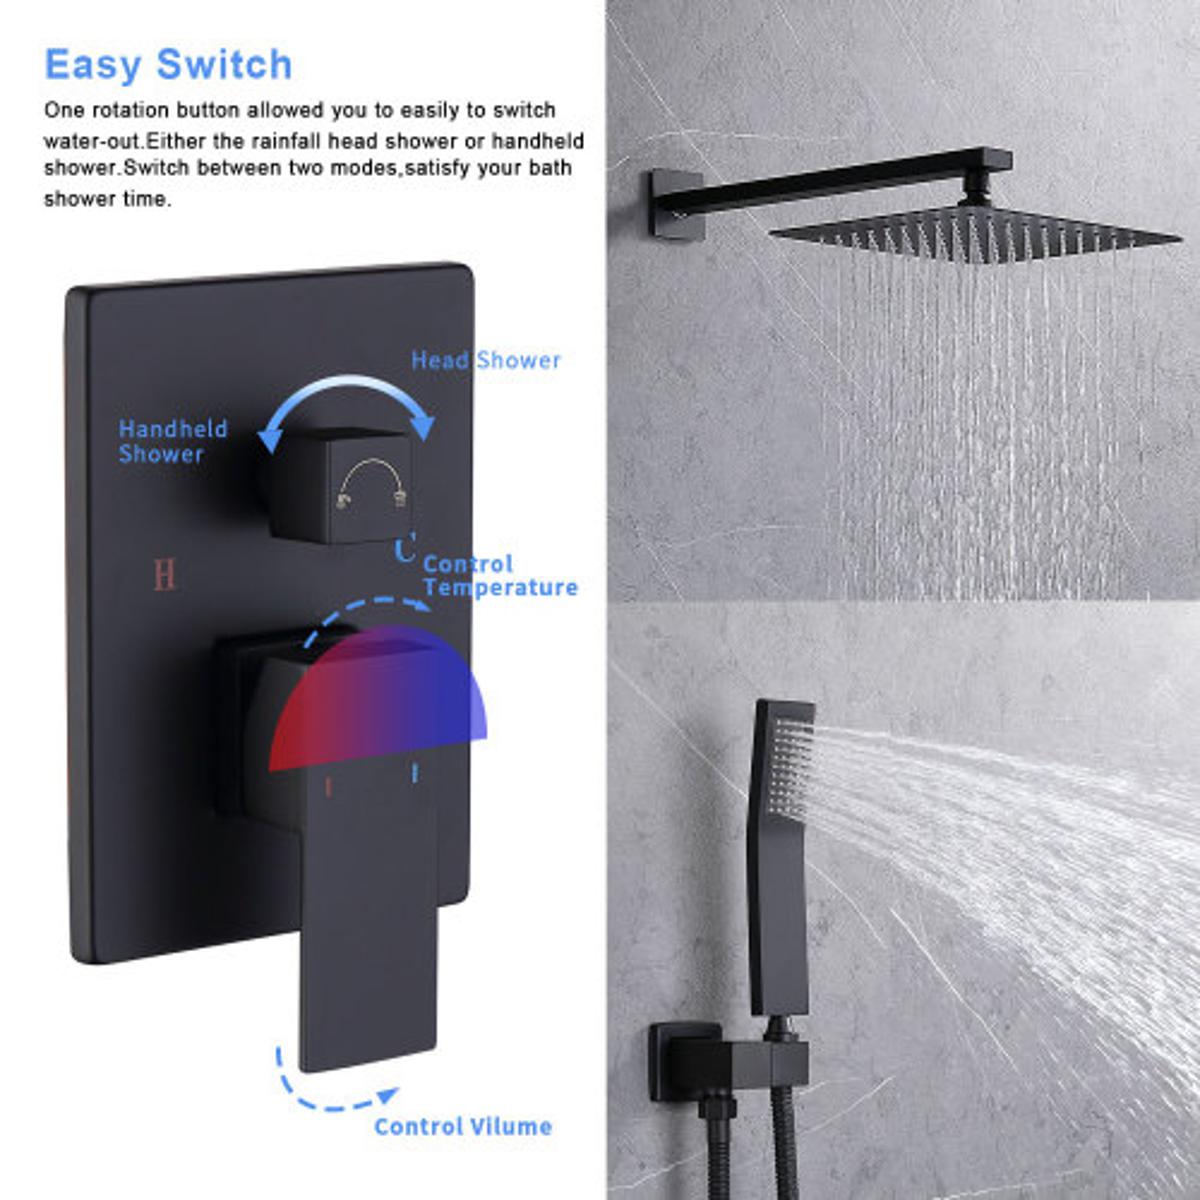 Easy Switch
One rotation button allowed you to easily to switch
water-out.Either the rainfall head shower or handheld
shower.Switch between two modes,satisfy your bath
shower time.
Head Shower
Handheld
Shower
H
C
Control
Temperature
Control Vilume